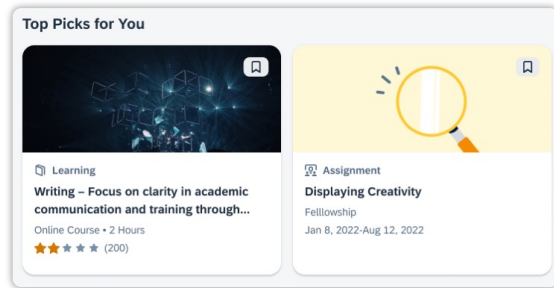 Top Picks for You
Learning
Writing – Focus on clarity in academic
communication and training through...
Online Course • 2 Hours
(200)
Assignment
Displaying Creativity
Felllowship
Jan 8, 2022-Aug 12, 2022